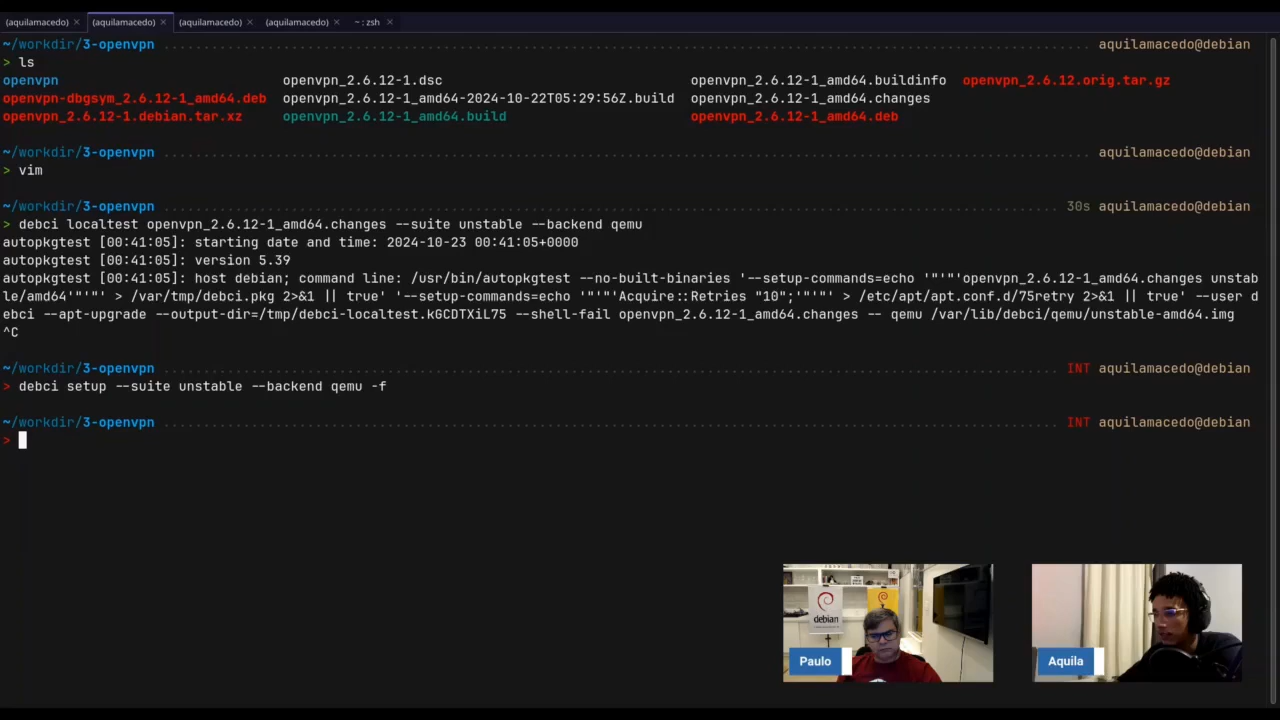 (aquilamacedo) × (aquilamacedo) × (aquilamacedo) × (aquilamacedo) × ~ : zsh ×
~/workdir/3-openvpn aquilamacedo@debian
> ls
openvpn openvpn_2.6.12-1.dsc openvpn_2.6.12-1_amd64.buildinfo openvpn_2.6.12.orig.tar.gz
openvpn-dbgsym_2.6.12-1_amd64.deb openvpn_2.6.12-1_amd64-2024-10-22T05:29:56Z.build openvpn_2.6.12-1_amd64.changes
openvpn_2.6.12-1.debian.tar.xz openvpn_2.6.12-1_amd64.build openvpn_2.6.12-1_amd64.deb
~/workdir/3-openvpn aquilamacedo@debian
> vim
~/workdir/3-openvpn 30s aquilamacedo@debian
> debci localtest openvpn_2.6.12-1_amd64.changes --suite unstable --backend qemu
autopkgtest [00:41:05]: starting date and time: 2024-10-23 00:41:05+0000
autopkgtest [00:41:05]: version 5.39
autopkgtest [00:41:05]: host debian; command line: /usr/bin/autopkgtest --no-built-binaries '--setup-commands=echo '"'"'openvpn_2.6.12-1_amd64.changes unstab
le/amd64'"'"' > /var/tmp/debci.pkg 2>&1 || true' '--setup-commands=echo '"'"'Acquire::Retries "10";'"'"' > /etc/apt/apt.conf.d/75retry 2>&1 || true' --user d
ebci --apt-upgrade --output-dir=/tmp/debci-localtest.kGCDTXiL75 --shell-fail openvpn_2.6.12-1_amd64.changes -- qemu /var/lib/debci/qemu/unstable-amd64.img
^C
~/workdir/3-openvpn INT aquilamacedo@debian
> debci setup --suite unstable --backend qemu -f
~/workdir/3-openvpn INT aquilamacedo@debian
>
debian
Paulo
Aquila